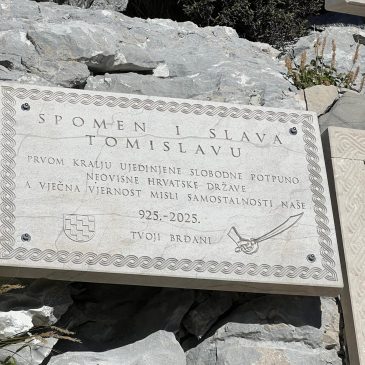 SPOMEN I SLAVA
TOMISLAVU
PRVOM KRALJU UJEDINJENE SLOBODNE POTPUNO
NEOVISNE HRVATSKE DRŽAVE
A VJEČNA VJERNOST MISLI SAMOSTALNOSTI NAŠE
925.-2025.
TVOJI BRĐANI